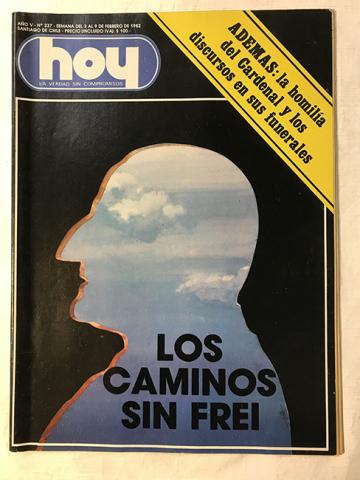 AÑO V - Nº 237 - SEMANA DEL 3 AL 9 DE FEBRERO DE 1982
SANTIAGO DE CHILE - PRECIO (INCLUIDO IVA): $ 100.-
hoy
LA VERDAD SIN COMPROMISOS
ADEMAS: la homilía
del Cardenal y los
discursos en sus funerales
LOS
CAMINOS
SIN FREI